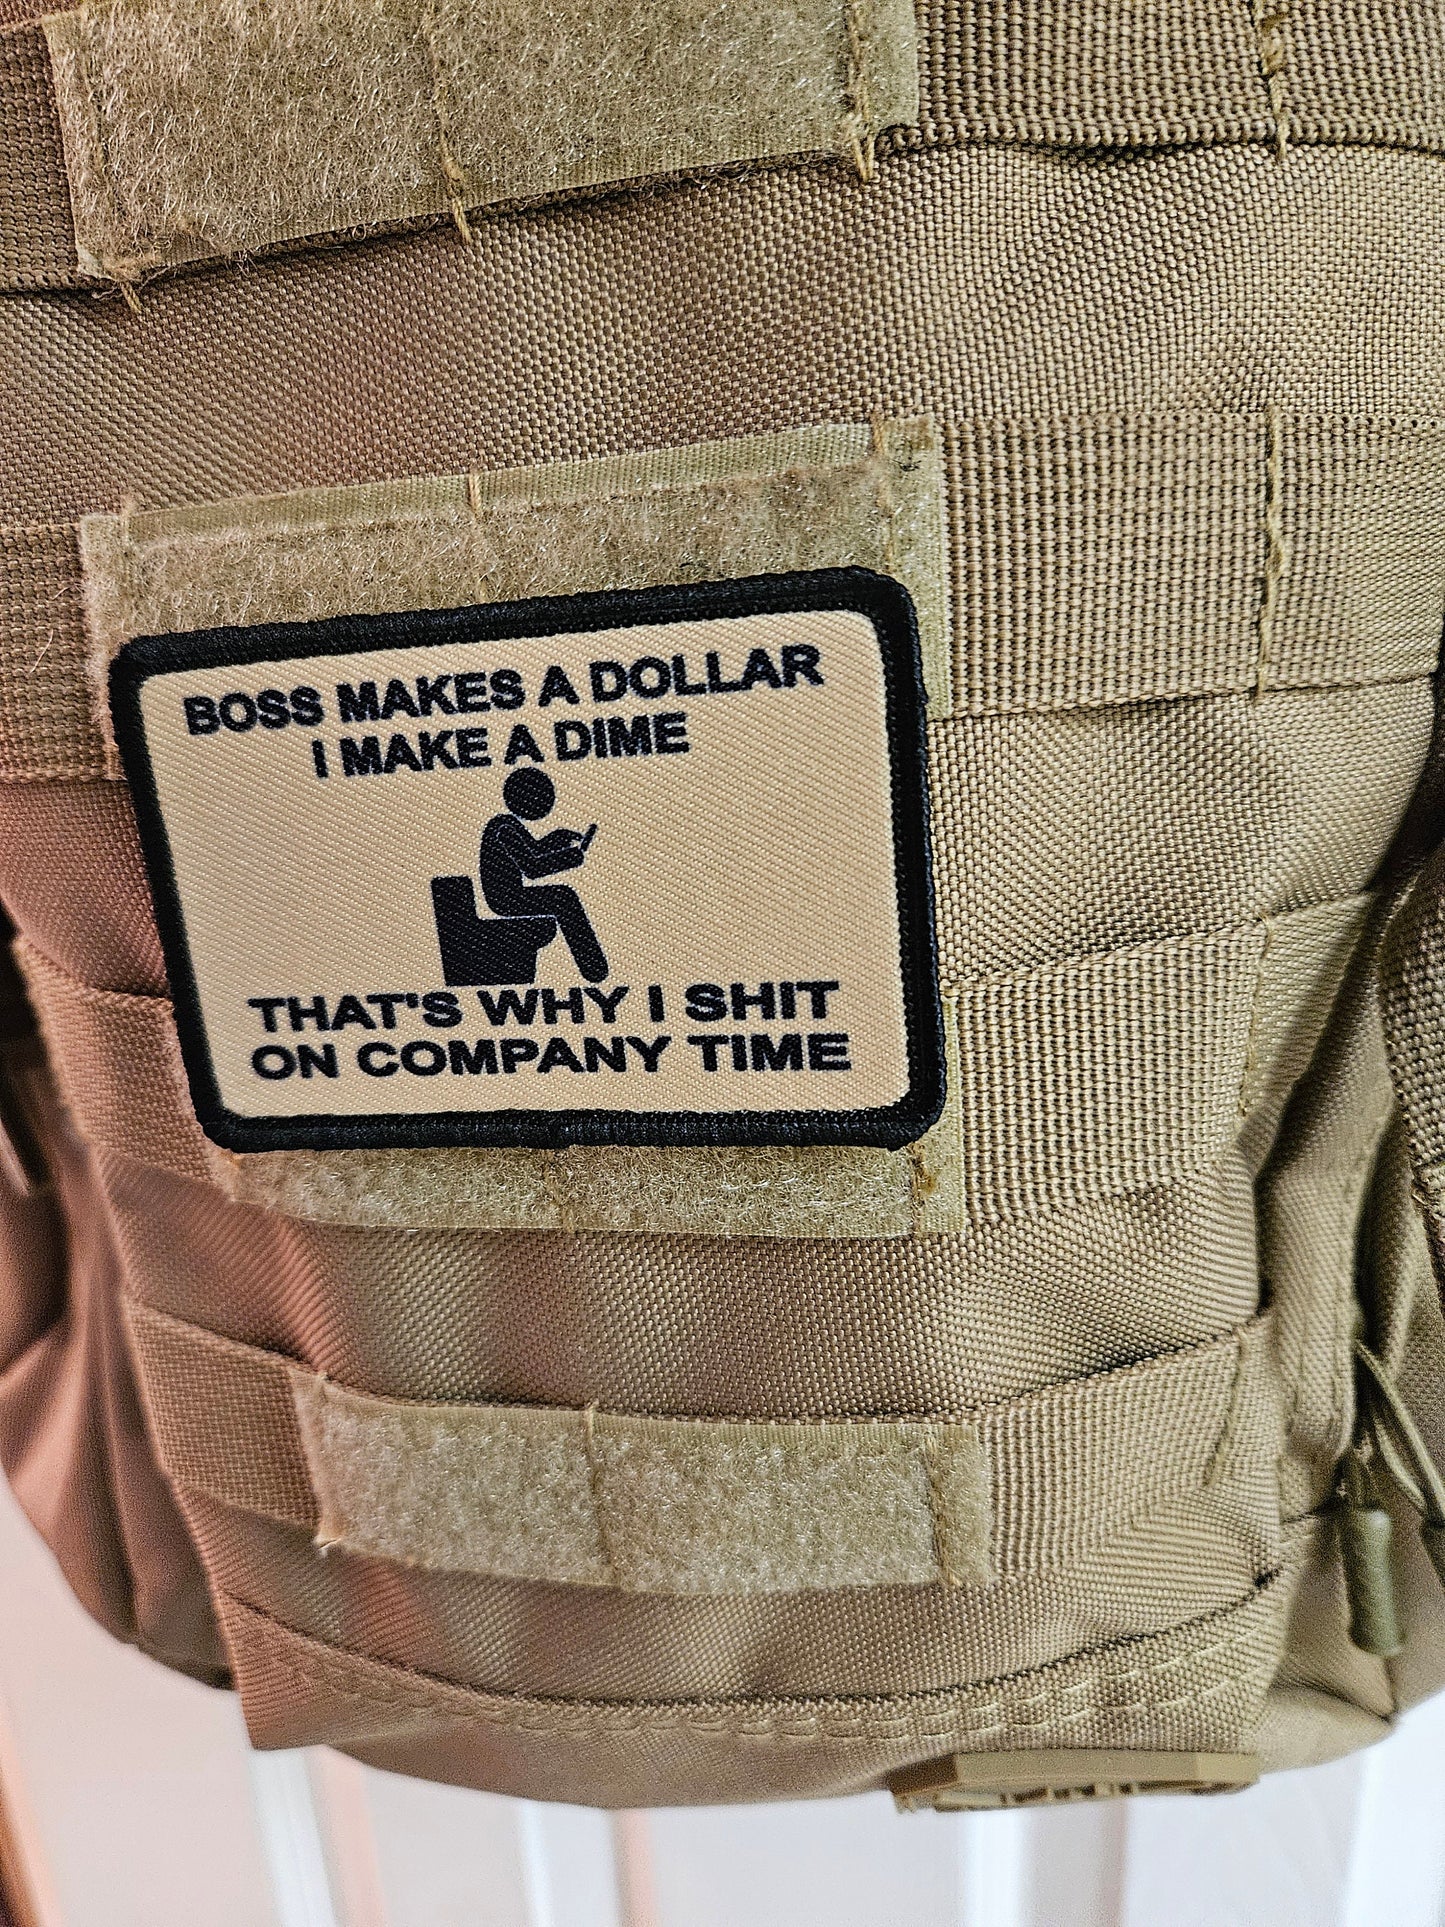 BOSS MAKES A DOLLAR
I MAKE A DIME
THAT'S WHY I SHIT
ON COMPANY TIME